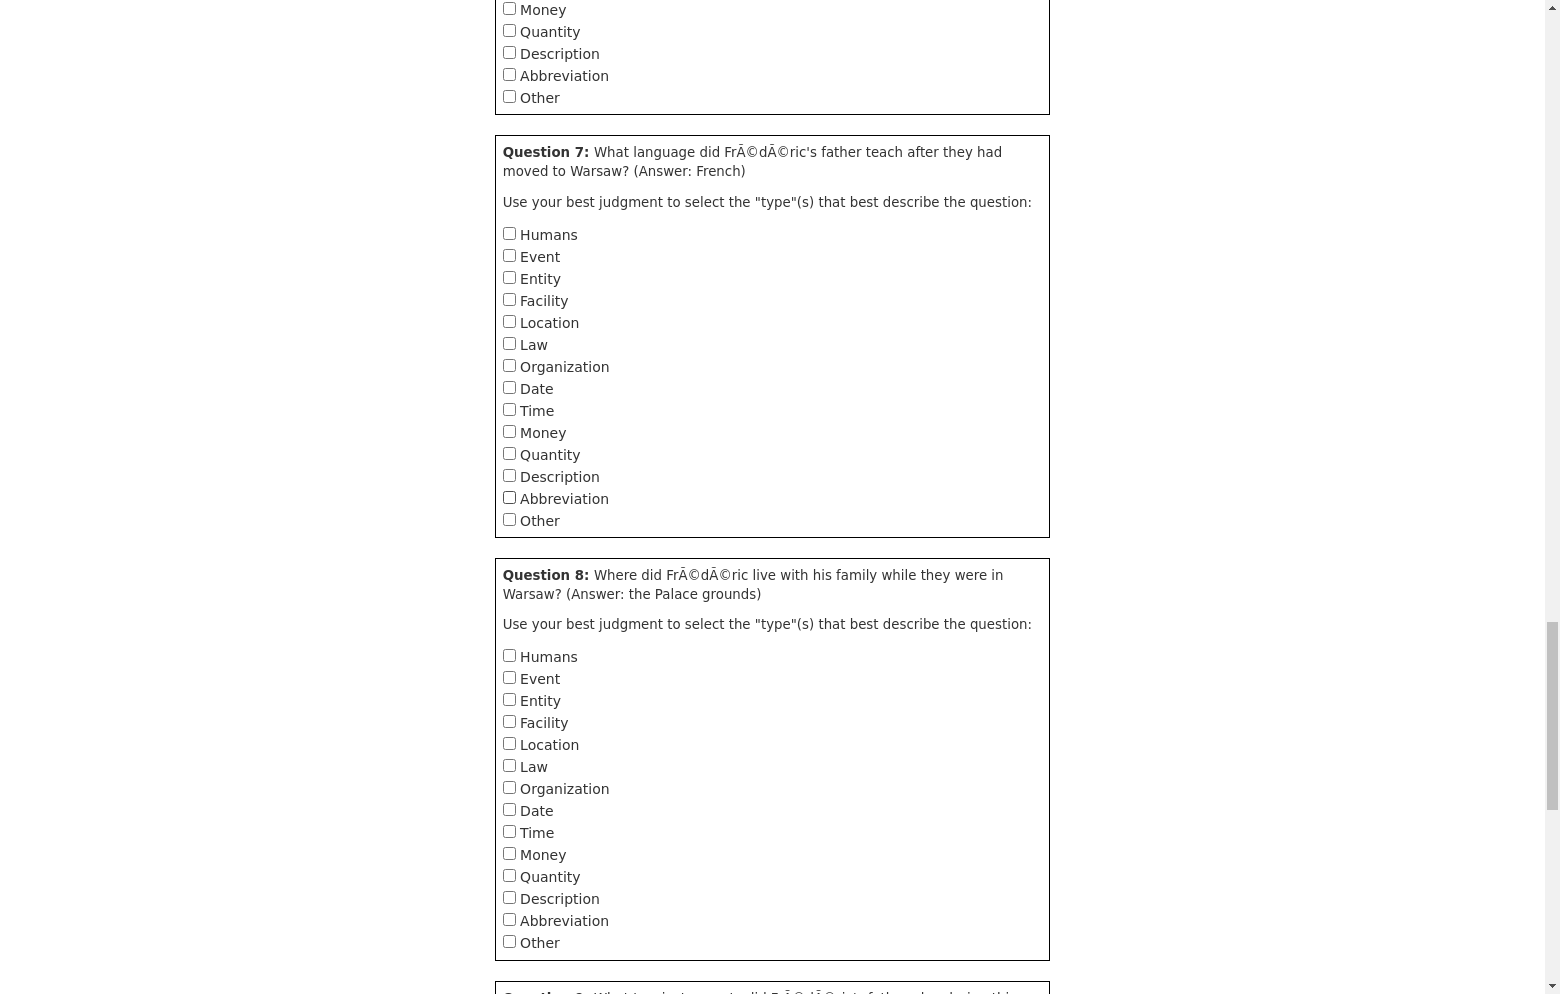 Money
Quantity
Description
Abbreviation
Other
Question 7: What language did FrÃ©dÃ©ric's father teach after they had
moved to Warsaw? (Answer: French)
Use your best judgment to select the "type"(s) that best describe the question:
Humans
Event
Entity
Facility
Location
Law
Organization
Date
Time
Money
Quantity
Description
Abbreviation
Other
Question 8: Where did FrÃ©dÃ©ric live with his family while they were in
Warsaw? (Answer: the Palace grounds)
Use your best judgment to select the "type"(s) that best describe the question:
Humans
Event
Entity
Facility
Location
Law
Organization
Date
Time
Money
Quantity
Description
Abbreviation
Other